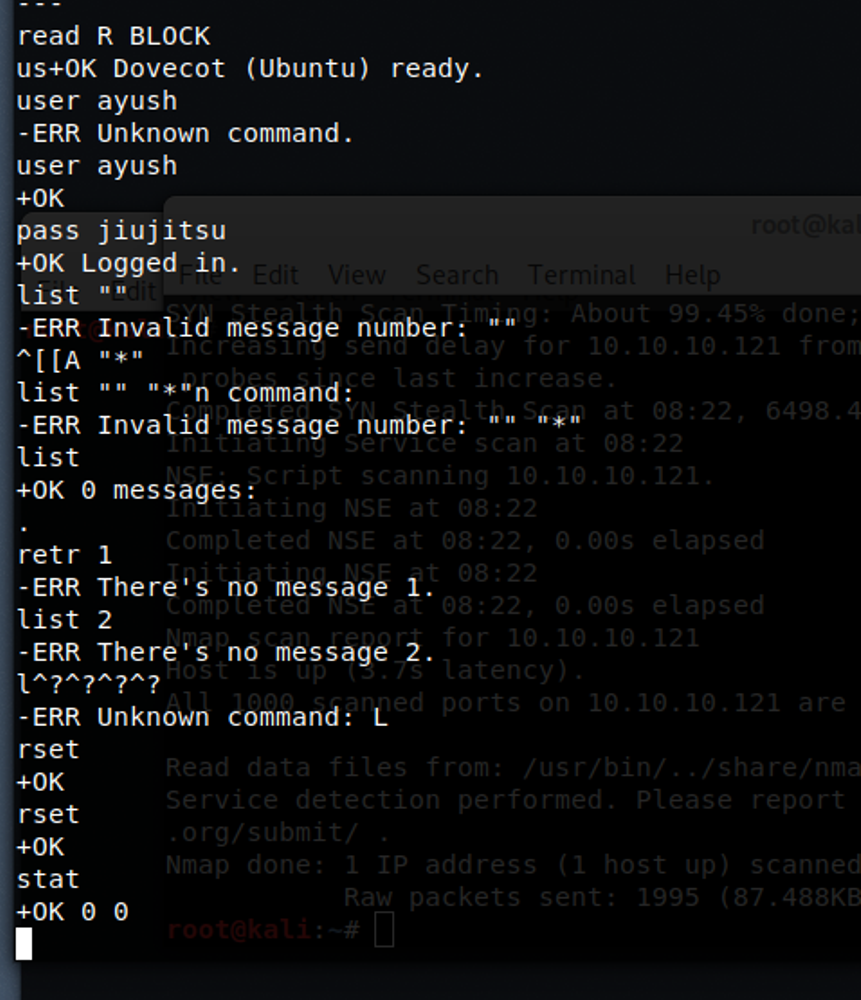 ---
read R BLOCK
us+OK Dovecot (Ubuntu) ready.
user ayush
-ERR Unknown command.
user ayush
+OK
pass jiujitsu
+OK Logged in.
list ""
-ERR Invalid message number: ""
^[[A "*"
list "" "*"n command:
-ERR Invalid message number: "" "*"
list
+OK 0 messages:
.
retr 1
-ERR There's no message 1.
list 2
-ERR There's no message 2.
l^?^?^?^?
-ERR Unknown command: L
rset
+OK
rset
+OK
stat
+OK 0 0
root@kal
File Edit View Search Terminal Help
Edit
SYN Stealth Scan Timing: About 99.45% done;
Increasing send delay for 10.10.10.121 from
probes since last increase.
Completed SYN Stealth Scan at 08:22, 6498.4
Initiating Service scan at 08:22
NSE: Script scanning 10.10.10.121.
Initiating NSE at 08:22
Completed NSE at 08:22, 0.00s elapsed
Initiating NSE at 08:22
Completed NSE at 08:22, 0.00s elapsed
Nmap scan report for 10.10.10.121
Host is up (3.7s latency).
All 1000 scanned ports on 10.10.10.121 are
Read data files from: /usr/bin/../share/nma
Service detection performed. Please report
.org/submit/ .
Nmap done: 1 IP address (1 host up) scanned
Raw packets sent: 1995 (87.488KB
root@kali:~#